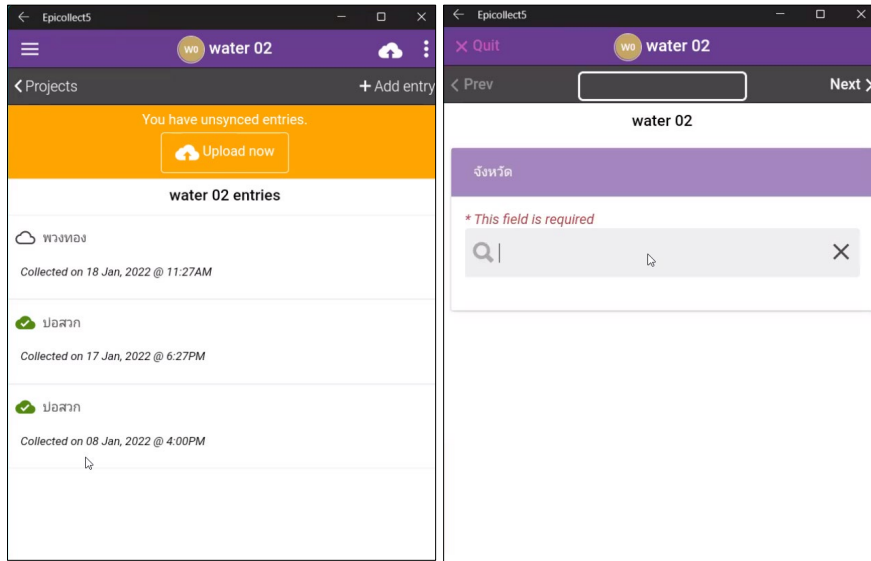 Epicollect5
W0 water 02
Projects
Add entry
You have unsynced entries.
Upload now
water 02 entries
พวงทอง
Collected on 18 Jan, 2022 @ 11:27AM
บ่อสวก
Collected on 17 Jan, 2022 @ 6:27PM
บ่อสวก
Collected on 08 Jan, 2022 @ 4:00PM
Epicollect5
Quit
W0 water 02
Prev
Next
water 02
จังหวัด
* This field is required